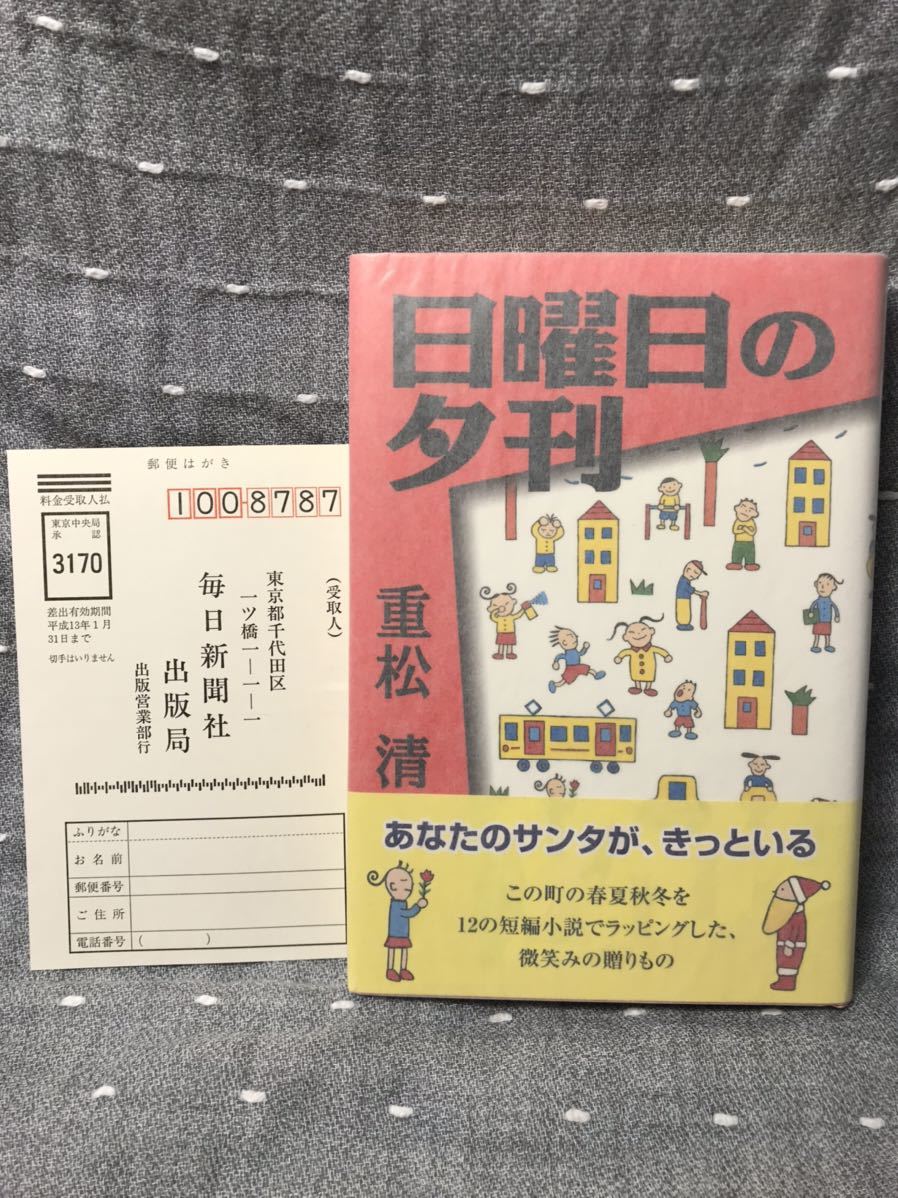 郵便はがき
料金受取人払
東京中央局
承認
3170
差出有効期間
平成13年1月
31日まで
切手はいりません
1008787
(受取人)
東京都千代田区
一ツ橋一ー一ー一
毎日新聞社
出版局
出版営業部行
ふりがな
お名前
郵便番号
ご住所
電話番号 ( )
日曜日の
夕刊
重松 清
あなたのサンタが、きっといる
この町の春夏秋冬を
12の短編小説でラッピングした、
微笑みの贈りもの